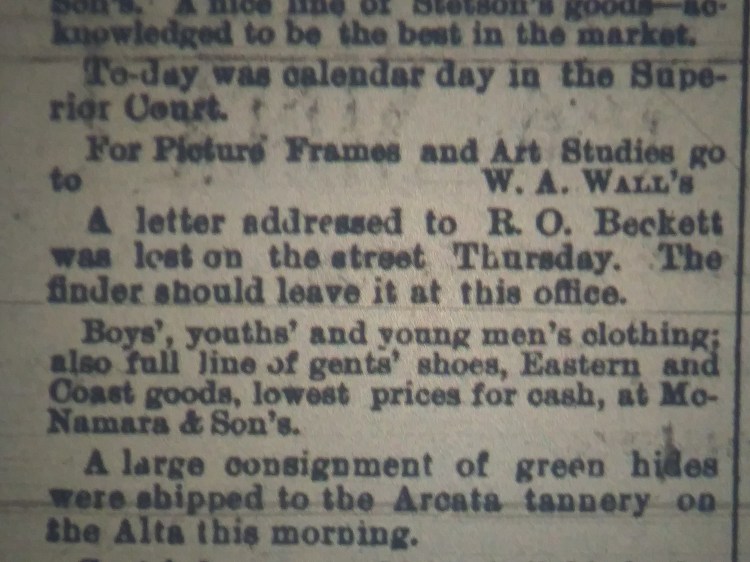 Son's. A nice line of Stetson's goods—ac-
knowledged to be the best in the market.
To-day was calendar day in the Supe-
rior Court.
For Picture Frames and Art Studies go
to W. A. WALL'S
A letter addressed to R. O. Beckett
was lost on the street Thursday. The
finder should leave it at this office.
Boys', youths' and young men's clothing;
also full line of gents' shoes, Eastern and
Coast goods, lowest prices for cash, at Mc-
Namara & Son's.
A large consignment of green hides
were shipped to the Arcata tannery on
the Alta this morning.